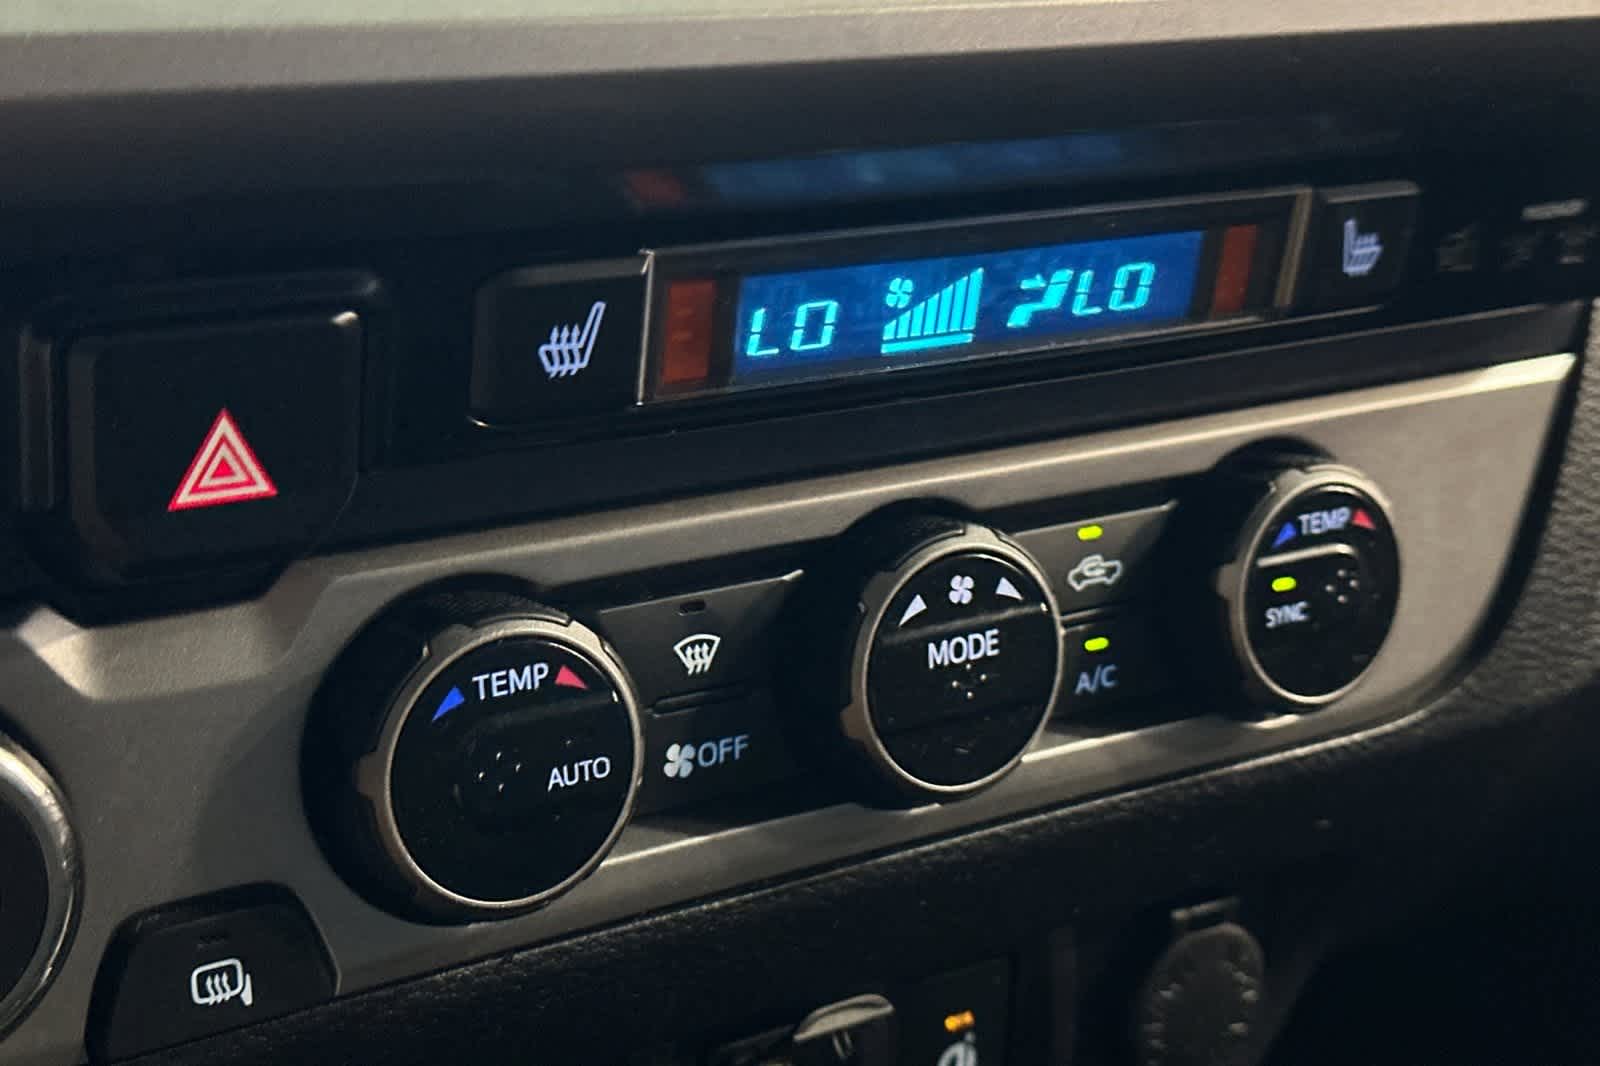 LO LO
TEMP
AUTO
OFF
MODE
A/C
TEMP
SYNC